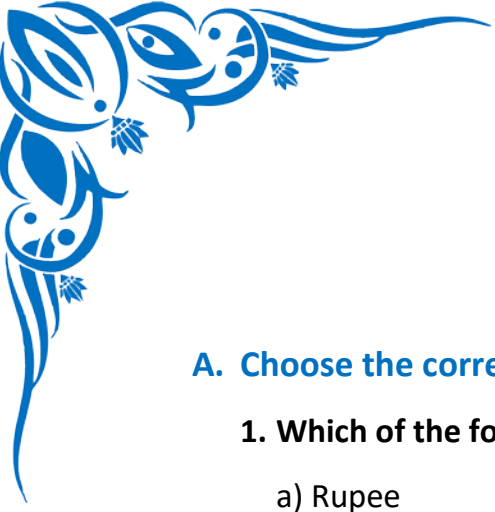 A. Choose the corre
1. Which of the fo
a) Rupee